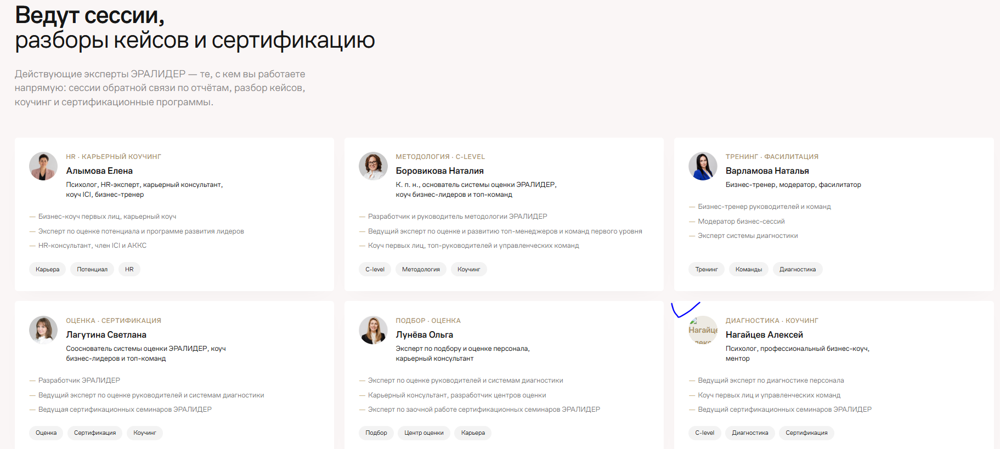 Ведут сессии,
разборы кейсов и сертификацию
Действующие эксперты ЭРАЛИДЕР — те, с кем вы работаете
напрямую: сессии обратной связи по отчётам, разбор кейсов,
коучинг и сертификационные программы.
HR · КАРЬЕРНЫЙ КОУЧИНГ
Алымова Елена
Психолог, HR-эксперт, карьерный консультант,
коуч ICI, бизнес-тренер
— Бизнес-коуч первых лиц, карьерный коуч
— Эксперт по оценке потенциала и программе развития лидеров
— HR-консультант, член ICI и АККС
Карьера Потенциал HR
МЕТОДОЛОГИЯ · C-LEVEL
Боровикова Наталия
К. п. н., основатель системы оценки ЭРАЛИДЕР,
коуч бизнес-лидеров и топ-команд
— Разработчик и руководитель методологии ЭРАЛИДЕР
— Ведущий эксперт по оценке и развитию топ-менеджеров и команд первого уровня
— Коуч первых лиц, топ-руководителей и управленческих команд
C-level Методология Коучинг
ТРЕНИНГ · ФАСИЛИТАЦИЯ
Варламова Наталья
Бизнес-тренер, модератор, фасилитатор
— Бизнес-тренер руководителей и команд
— Модератор бизнес-сессий
— Эксперт системы диагностики
Тренинг Команды Диагностика
ОЦЕНКА · СЕРТИФИКАЦИЯ
Лагутина Светлана
Сооснователь системы оценки ЭРАЛИДЕР, коуч
бизнес-лидеров и топ-команд
— Разработчик ЭРАЛИДЕР
— Ведущий эксперт по оценке руководителей и системам диагностики
— Ведущая сертификационных семинаров ЭРАЛИДЕР
Оценка Сертификация Коучинг
ПОДБОР · ОЦЕНКА
Лунёва Ольга
Эксперт по подбору и оценке персонала,
карьерный консультант
— Эксперт по оценке руководителей и системам диагностики
— Карьерный консультант, разработчик центров оценки
— Эксперт по заочной работе сертификационных семинаров ЭРАЛИДЕР
Подбор Центр оценки Карьера
ДИАГНОСТИКА · КОУЧИНГ
Нагайцев Алексей
Психолог, профессиональный бизнес-коуч,
ментор
— Ведущий эксперт по диагностике персонала
— Коуч первых лиц и управленческих команд
— Ведущий сертификационных семинаров ЭРАЛИДЕР
C-level Диагностика Сертификация